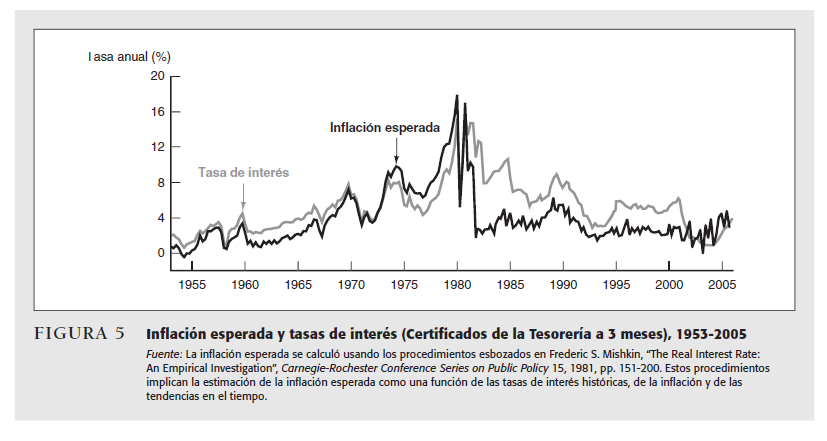 Tasa anual (%)
20
16
12
8
4
0
Inflación esperada
Tasa de interés
1955 1960 1965 1970 1975 1980 1985 1990 1995 2000 2005
FIGURA 5 Inflación esperada y tasas de interés (Certificados de la Tesorería a 3 meses), 1953-2005
Fuente: La inflación esperada se calculó usando los procedimientos esbozados en Frederic S. Mishkin, “The Real Interest Rate:
An Empirical Investigation”, Carnegie-Rochester Conference Series on Public Policy 15, 1981, pp. 151-200. Estos procedimientos
implican la estimación de la inflación esperada como una función de las tasas de interés históricas, de la inflación y de las
tendencias en el tiempo.